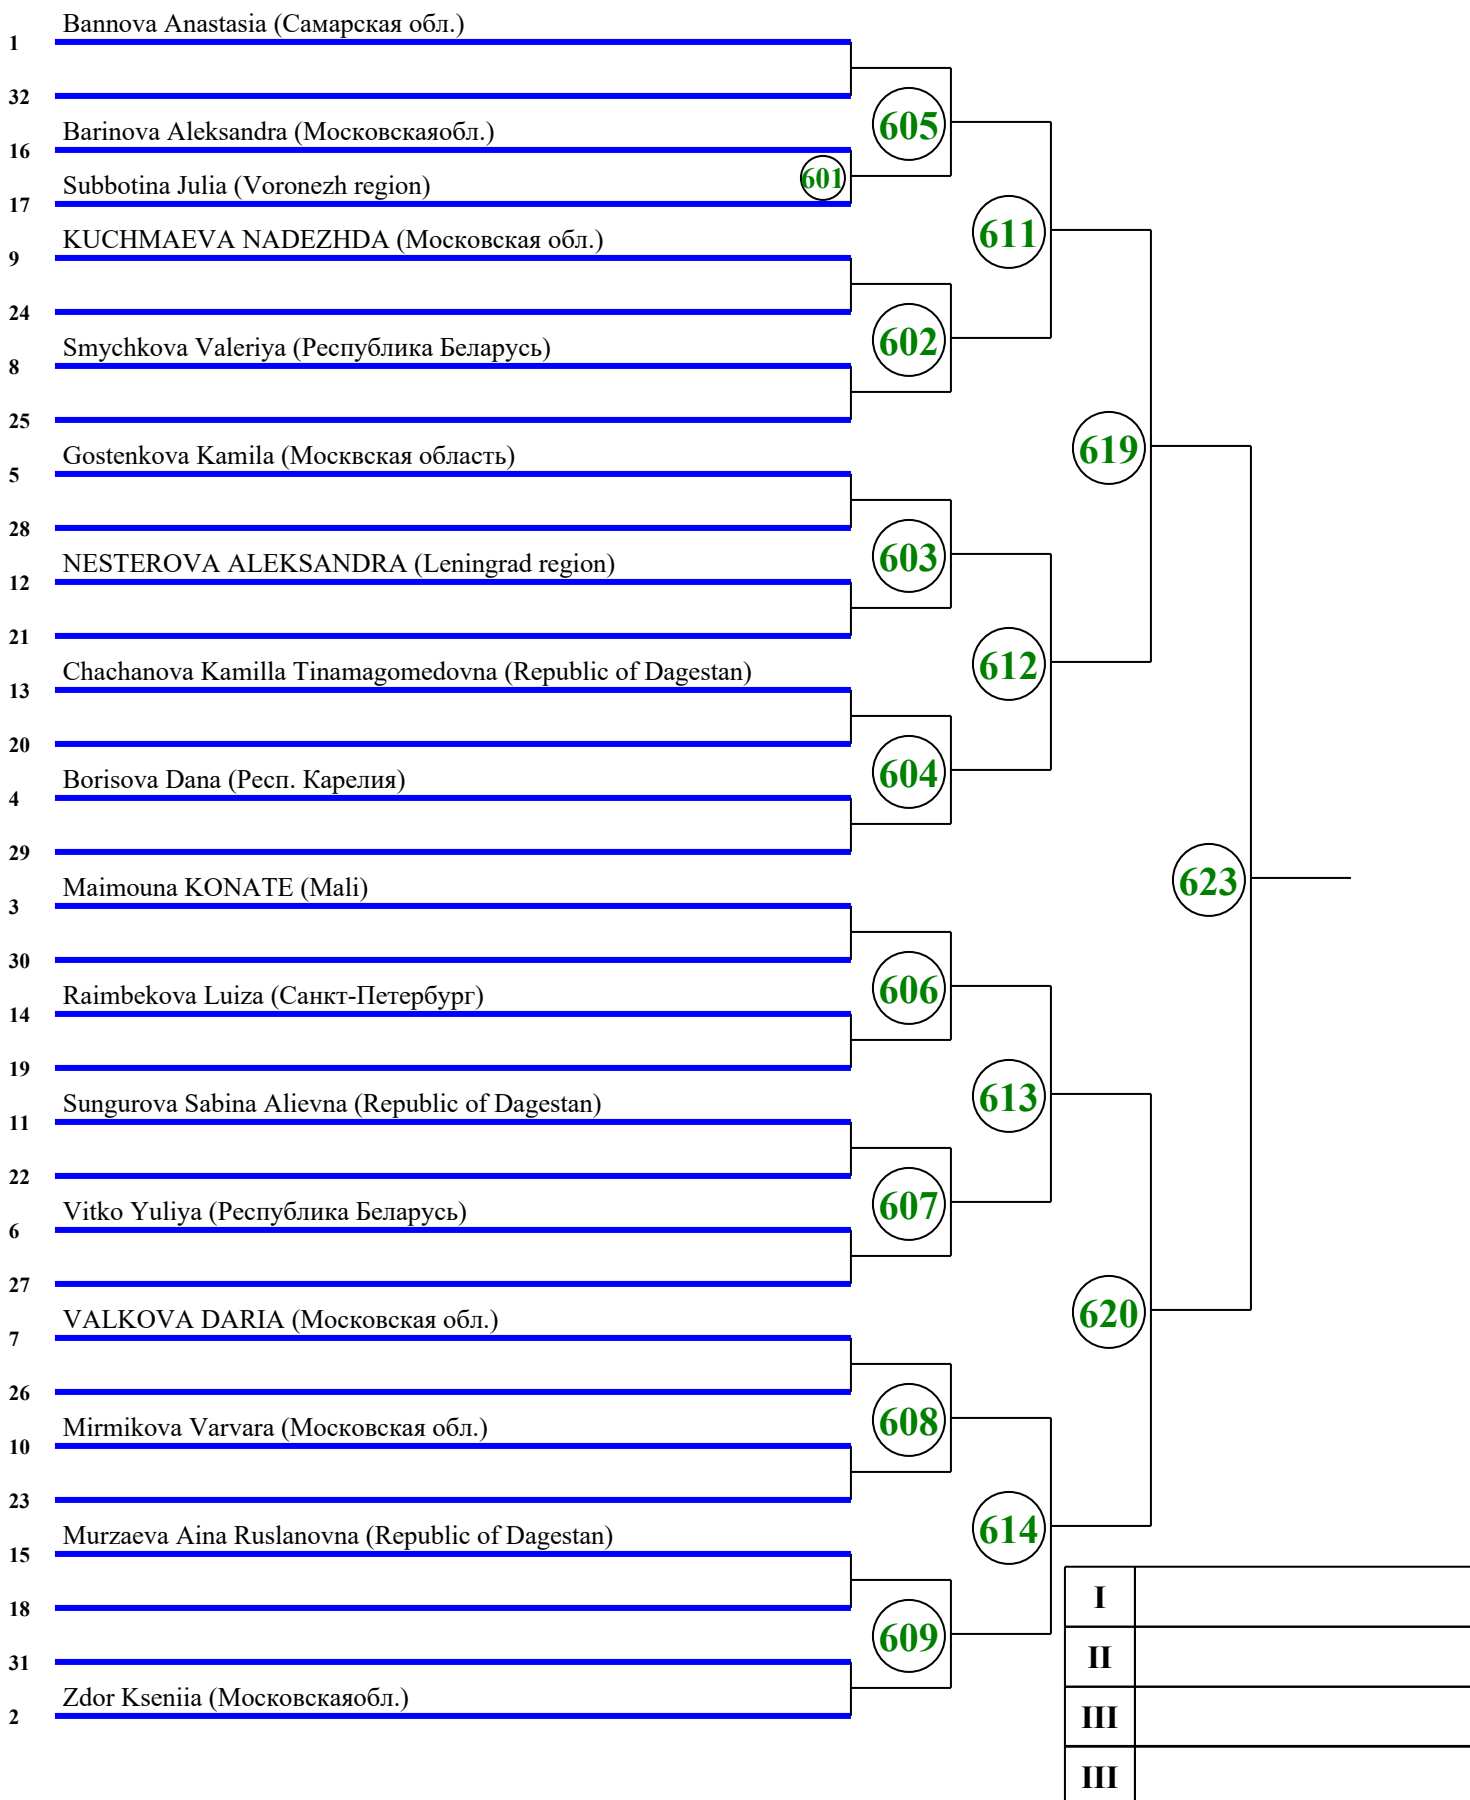 Bannova Anastasia (Самарская обл.)
1
32
Barinova Aleksandra (Московскаяобл.)
605
16
Subbotina Julia (Voronezh region)
601
17
KUCHMAEVA NADEZHDA (Московская обл.)
611
9
24
602
Smychkova Valeriya (Республика Беларусь)
8
25
Gostenkova Kamila (Москвская область)
619
5
28
NESTEROVA ALEKSANDRA (Leningrad region)
603
12
21
Chachanova Kamilla Tinamagomedovna (Republic of Dagestan)
612
13
20
604
Borisova Dana (Респ. Карелия)
4
29
Maimouna KONATE (Mali)
623
3
30
Raimbekova Luiza (Санкт-Петербург)
606
14
19
Sungurova Sabina Alievna (Republic of Dagestan)
613
11
22
Vitko Yuliya (Республика Беларусь)
607
6
27
VALKOVA DARIA (Московская обл.)
620
7
26
Mirmikova Varvara (Московская обл.)
608
10
23
Murzaeva Aina Ruslanovna (Republic of Dagestan)
614
15
I
18
609
31
II
Zdor Kseniia (Московскаяобл.)
2
III
III